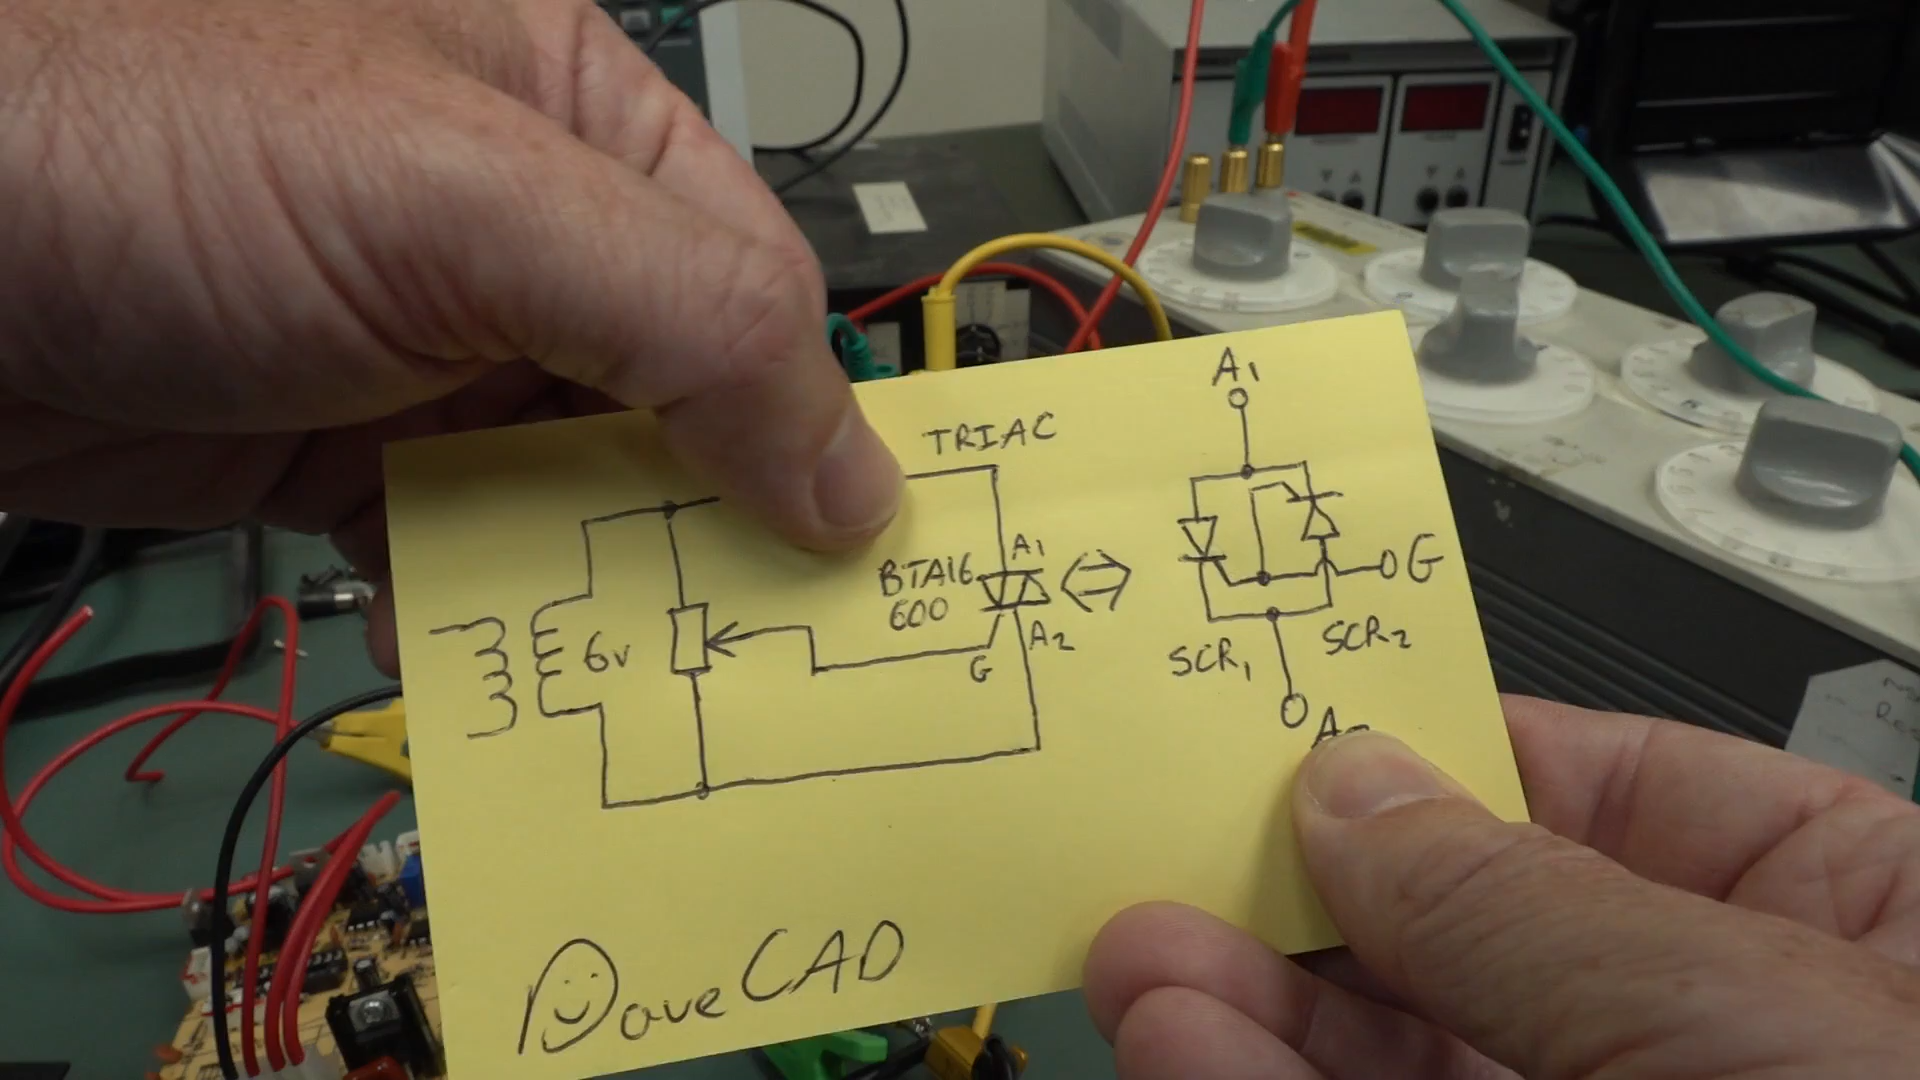 TRIAC
A1
BTA16
600
A1
A2
G
6v
G
SCR1
SCR2
DaveCAD